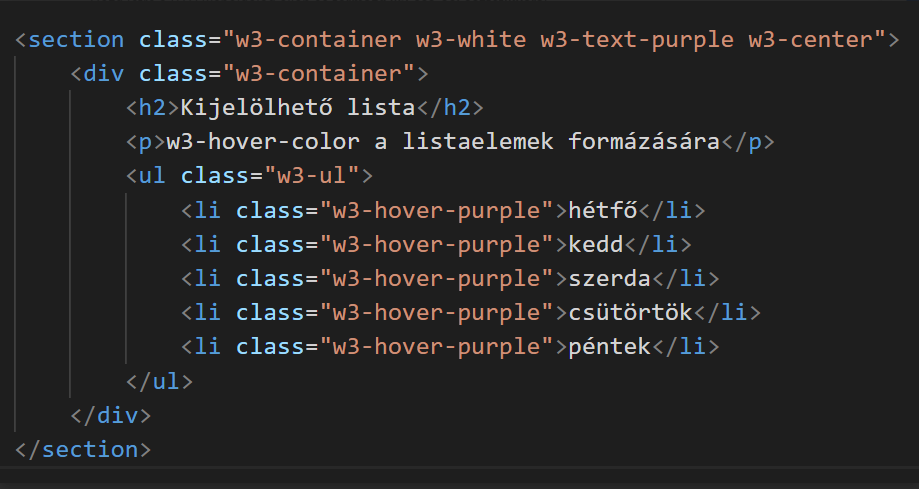 <section class="w3-container w3-white w3-text-purple w3-center">
    <div class="w3-container">
        <h2>Kijelölhető lista</h2>
        <p>w3-hover-color a listaelemek formázására</p>
        <ul class="w3-ul">
            <li class="w3-hover-purple">hétfő</li>
            <li class="w3-hover-purple">kedd</li>
            <li class="w3-hover-purple">szerda</li>
            <li class="w3-hover-purple">csütörtök</li>
            <li class="w3-hover-purple">péntek</li>
        </ul>
    </div>
</section>